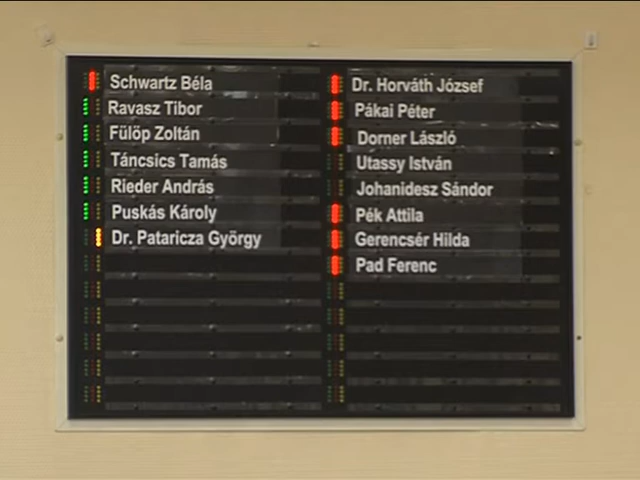 Schwartz Béla
Ravasz Tibor
Fülöp Zoltán
Táncsics Tamás
Rieder András
Puskás Károly
Dr. Pataricza György
Dr. Horváth József
Pákai Péter
Dorner László
Utassy István
Johanidesz Sándor
Pék Attila
Gerencsér Hilda
Pad Ferenc